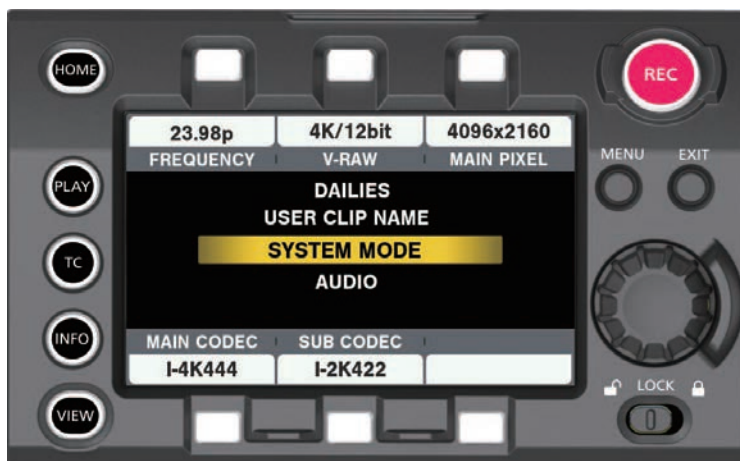 HOME
REC
23.98p 4K/12bit 4096x2160
FREQUENCY V-RAW MAIN PIXEL
MENU EXIT
PLAY
DAILIES
USER CLIP NAME
SYSTEM MODE
TC
AUDIO
INFO
MAIN CODEC SUB CODEC
I-4K444 I-2K422
LOCK
VIEW